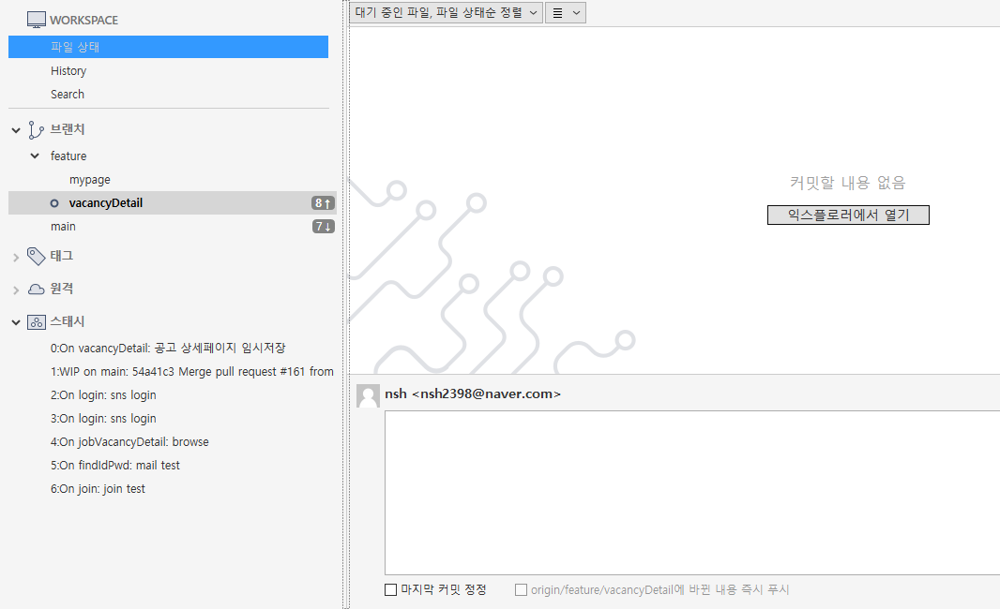 WORKSPACE
파일 상태
History
Search
브랜치
feature
mypage
vacancyDetail 8↑
main 7↓
태그
원격
스태시
0:On vacancyDetail: 공고 상세페이지 임시저장
1:WIP on main: 54a41c3 Merge pull request #161 from
2:On login: sns login
3:On login: sns login
4:On jobVacancyDetail: browse
5:On findIdPwd: mail test
6:On join: join test
대기 중인 파일, 파일 상태순 정렬
커밋할 내용 없음
익스플로러에서 열기
nsh <nsh2398@naver.com>
마지막 커밋 정정
origin/feature/vacancyDetail에 바뀐 내용 즉시 푸시